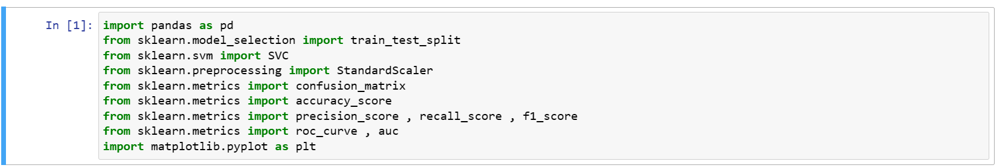 In [1]: import pandas as pd
from sklearn.model_selection import train_test_split
from sklearn.svm import SVC
from sklearn.preprocessing import StandardScaler
from sklearn.metrics import confusion_matrix
from sklearn.metrics import accuracy_score
from sklearn.metrics import precision_score , recall_score , f1_score
from sklearn.metrics import roc_curve , auc
import matplotlib.pyplot as plt